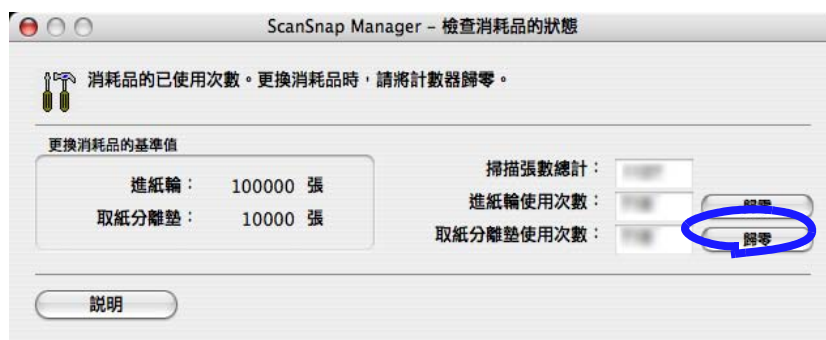 ScanSnap Manager – 檢查消耗品的狀態
消耗品的已使用次數。更換消耗品時，請將計數器歸零。
更換消耗品的基準值
進紙輪： 100000 張
取紙分離墊： 10000 張
掃描張數總計：
進紙輪使用次數： 歸零
取紙分離墊使用次數： 歸零
説明